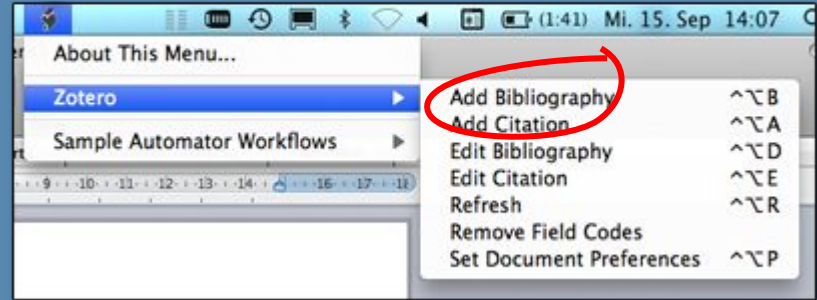 (1:41) Mi. 15. Sep 14:07
About This Menu...
Zotero
Sample Automator Workflows
Add Bibliography ^⌥B
Add Citation ^⌥A
Edit Bibliography ^⌥D
Edit Citation ^⌥E
Refresh ^⌥R
Remove Field Codes
Set Document Preferences ^⌥P
9 10 11 12 13 14 16 17 18